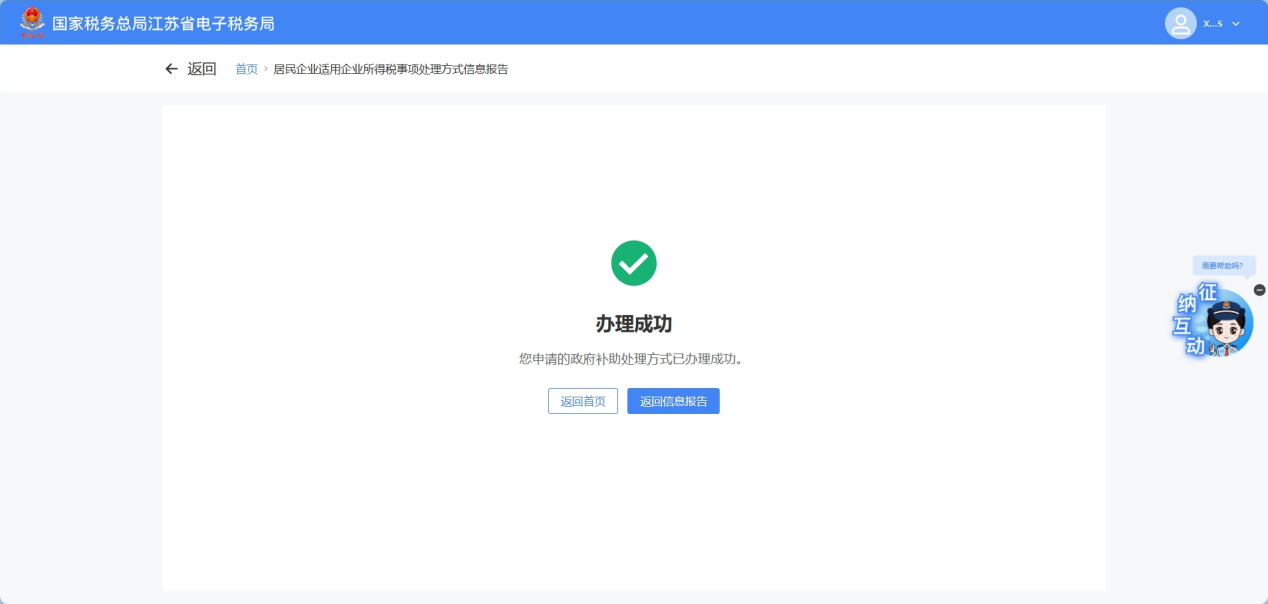 国家税务总局江苏省电子税务局
x...s
返回 首页 > 居民企业适用企业所得税事项处理方式信息报告
需要帮助吗?
征纳互动
办理成功
您申请的政府补助处理方式已办理成功。
返回首页 返回信息报告